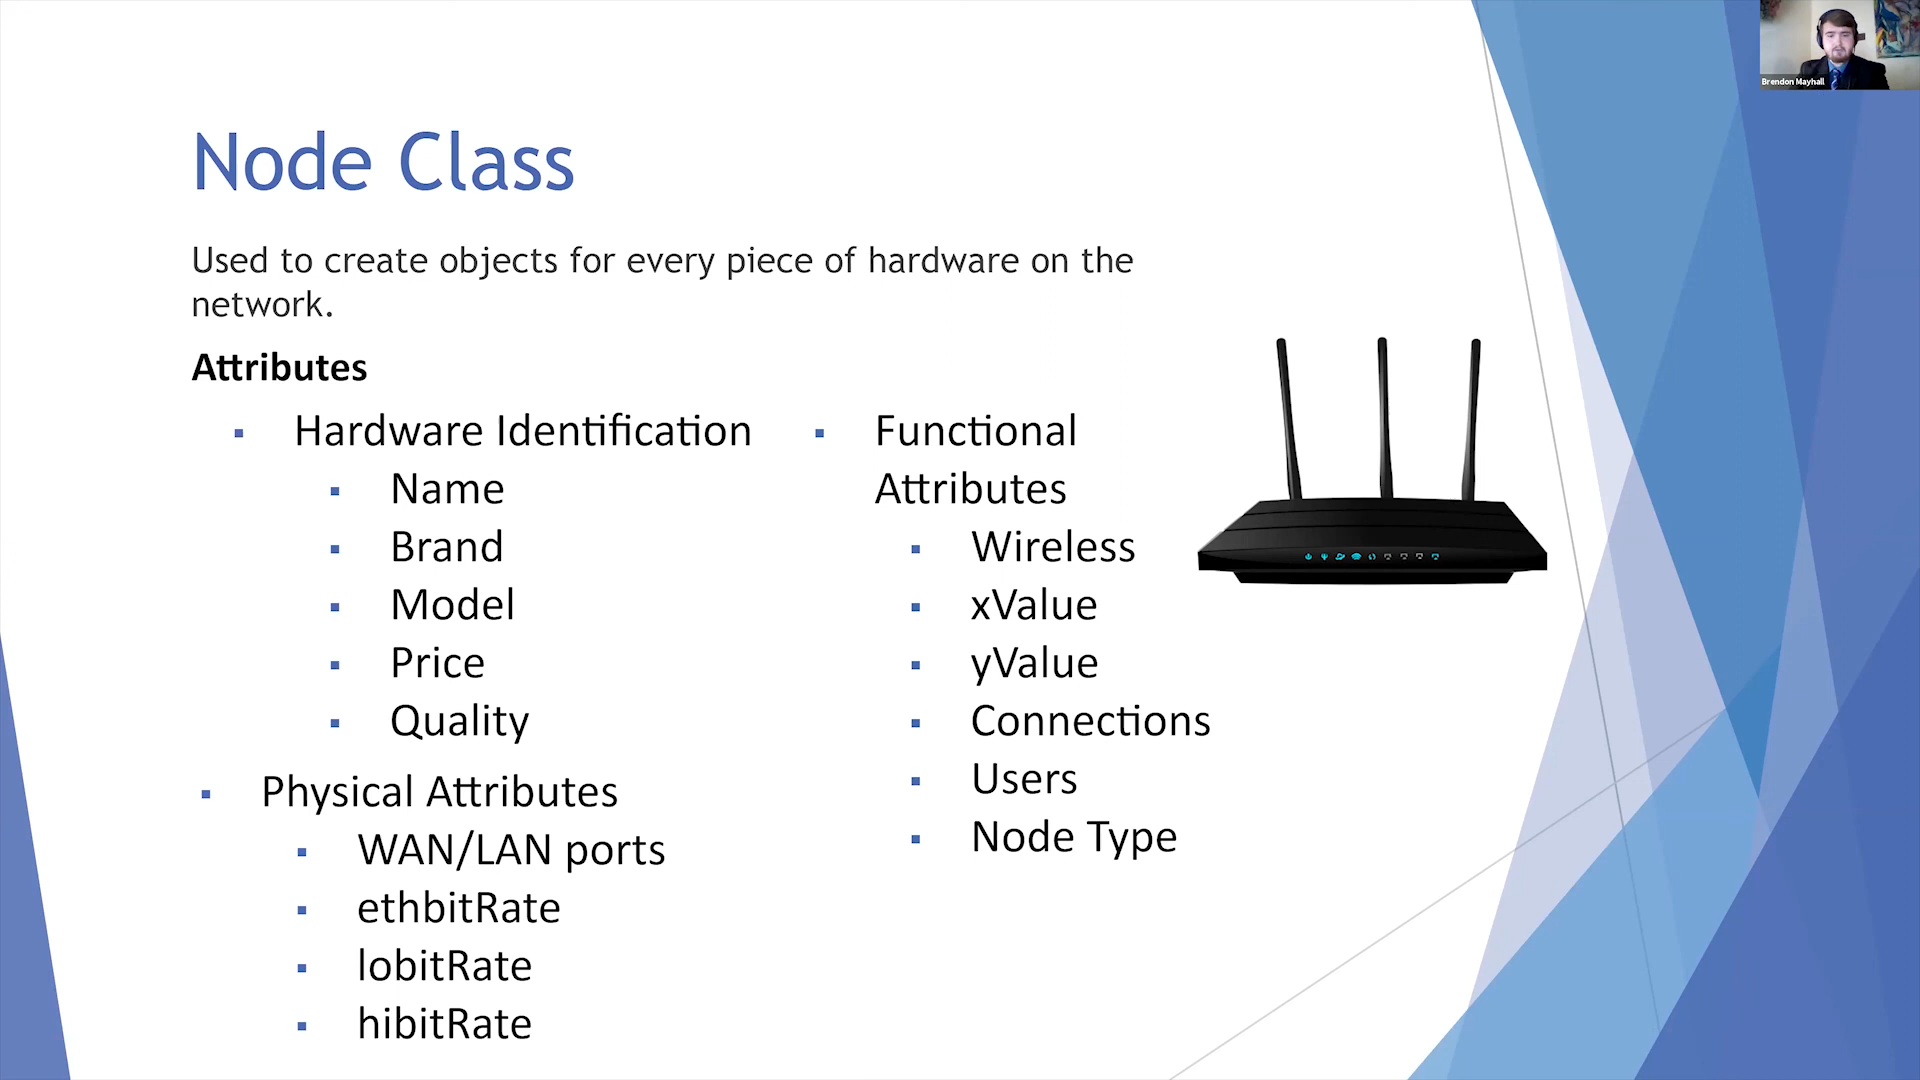 Brendon Mayhall
Node Class
Used to create objects for every piece of hardware on the
network.
Attributes
Hardware Identification
Name
Brand
Model
Price
Quality
Physical Attributes
WAN/LAN ports
ethbitRate
lobitRate
hibitRate
Functional
Attributes
Wireless
xValue
yValue
Connections
Users
Node Type